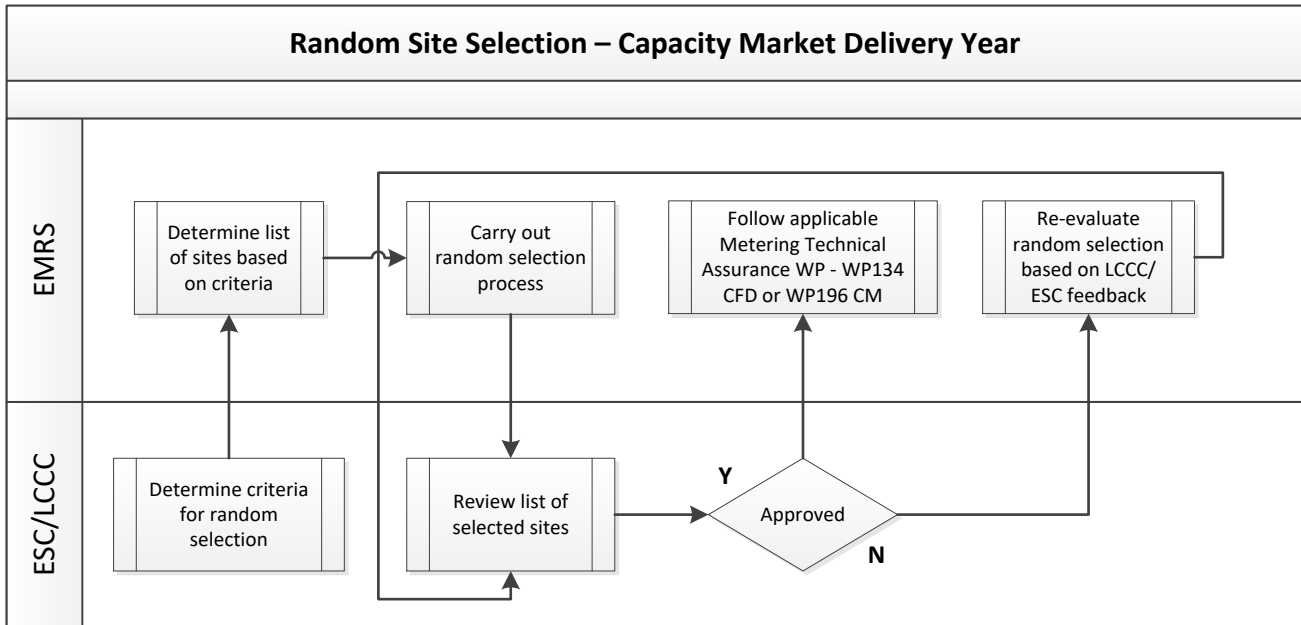 Random Site Selection – Capacity Market Delivery Year
EMRS
Determine list
of sites based
on criteria
Carry out
random selection
process
Follow applicable
Metering Technical
Assurance WP - WP134
CFD or WP196 CM
Re-evaluate
random selection
based on LCCC/
ESC feedback
ESC/LCCC
Determine criteria
for random
selection
Review list of
selected sites
Y
Approved
N